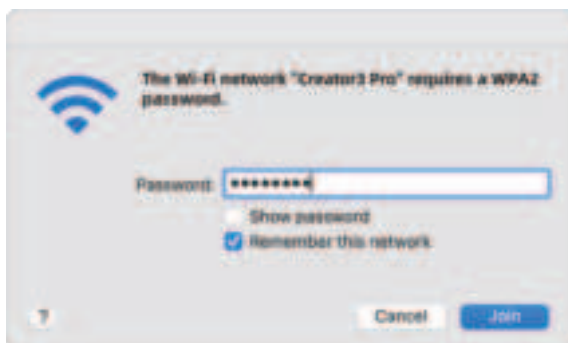 The Wi-Fi network "Creator3 Pro" requires a WPA2
password.
Password: ••••••••
Show password
Remember this network
?
Cancel
Join